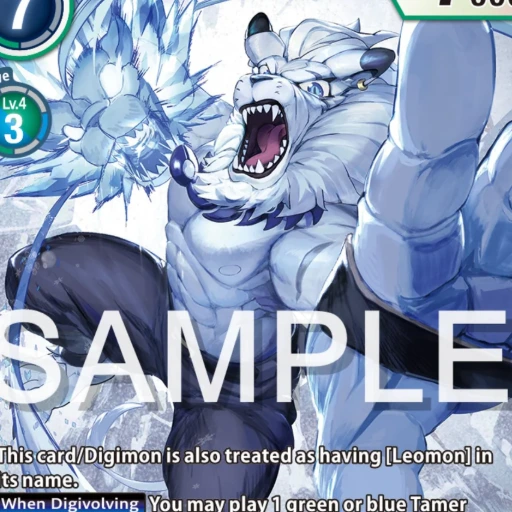 7
Lv.4
3
SAMPLE
This card/Digimon is also treated as having [Leomon] in
its name.
When Digivolving You may play 1 green or blue Tamer